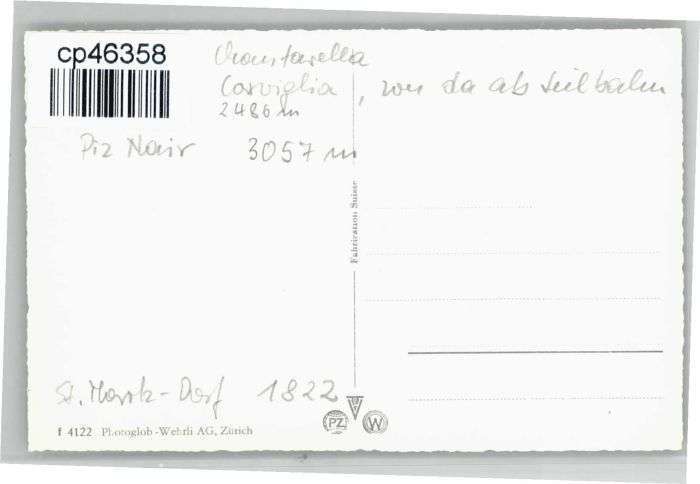 cp46358
Chantarella
Corviglia, von da ab Seilbahn
2486 m
Piz Nair 3057 m
Fabrication Suisse
St. Moritz-Dorf 1822
f 4122 Photoglob-Wehrli AG, Zürich
PZ W